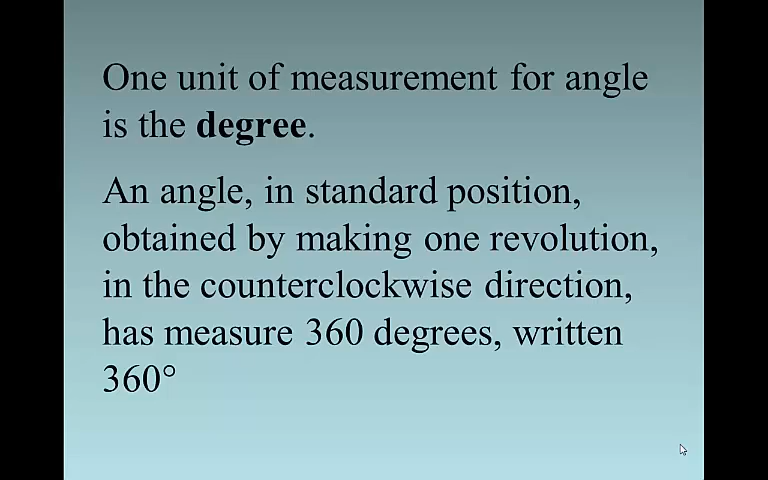 One unit of measurement for angle
is the degree.
An angle, in standard position,
obtained by making one revolution,
in the counterclockwise direction,
has measure 360 degrees, written
360°